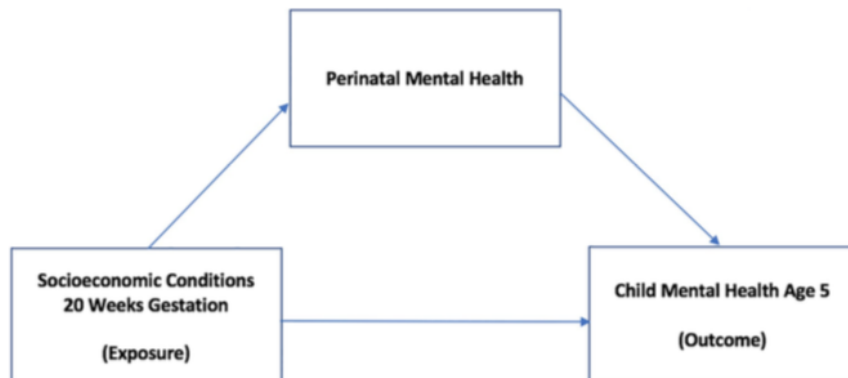 Perinatal Mental Health
Socioeconomic Conditions
20 Weeks Gestation
(Exposure)
Child Mental Health Age 5
(Outcome)